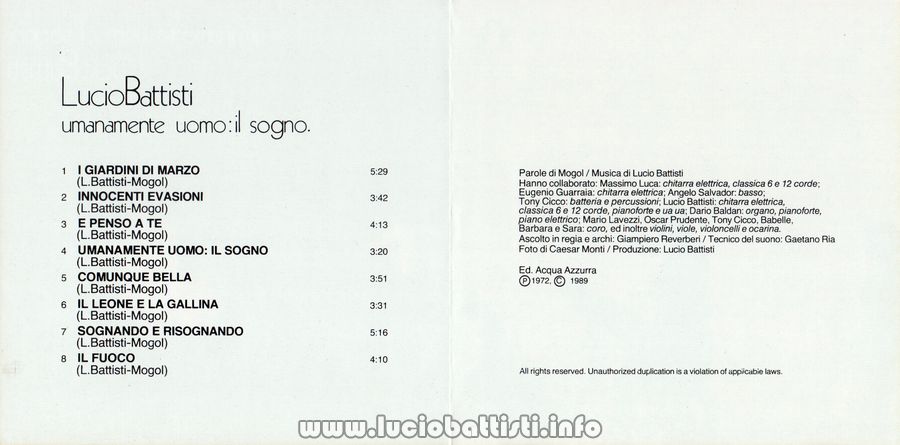 LucioBattisti
umanamente uomo:il sogno.
1 I GIARDINI DI MARZO 5:29
(L.Battisti-Mogol)
2 INNOCENTI EVASIONI 3:42
(L.Battisti-Mogol)
3 E PENSO A TE 4:13
(L.Battisti-Mogol)
4 UMANAMENTE UOMO: IL SOGNO 3:20
(L.Battisti-Mogol)
5 COMUNQUE BELLA 3:51
(L.Battisti-Mogol)
6 IL LEONE E LA GALLINA 3:31
(L.Battisti-Mogol)
7 SOGNANDO E RISOGNANDO 5:16
(L.Battisti-Mogol)
8 IL FUOCO 4:10
(L.Battisti-Mogol)
Parole di Mogol / Musica di Lucio Battisti
Hanno collaborato: Massimo Luca: chitarra elettrica, classica 6 e 12 corde;
Eugenio Guarraia: chitarra elettrica; Angelo Salvador: basso;
Tony Cicco: batteria e percussioni; Lucio Battisti: chitarra elettrica,
classica 6 e 12 corde, pianoforte e ua ua; Dario Baldan: organo, pianoforte,
piano elettrico; Mario Lavezzi, Oscar Prudente, Tony Cicco, Babelle,
Barbara e Sara: coro, ed inoltre violini, viole, violoncelli e ocarina.
Ascolto in regia e archi: Giampiero Reverberi / Tecnico del suono: Gaetano Ria
Foto di Caesar Monti / Produzione: Lucio Battisti
Ed. Acqua Azzurra
Ⓟ 1972, © 1989
All rights reserved. Unauthorized duplication is a violation of applicable laws.
www.luciobattisti.info